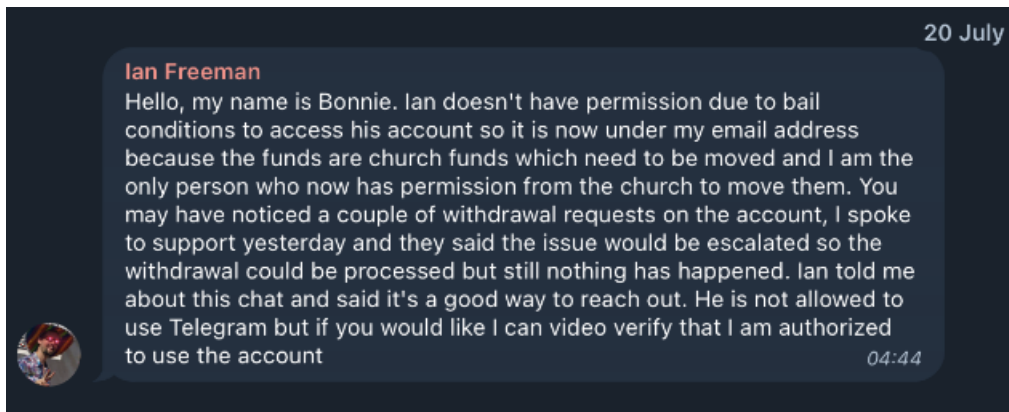 20 July
Ian Freeman
Hello, my name is Bonnie. Ian doesn't have permission due to bail
conditions to access his account so it is now under my email address
because the funds are church funds which need to be moved and I am the
only person who now has permission from the church to move them. You
may have noticed a couple of withdrawal requests on the account, I spoke
to support yesterday and they said the issue would be escalated so the
withdrawal could be processed but still nothing has happened. Ian told me
about this chat and said it's a good way to reach out. He is not allowed to
use Telegram but if you would like I can video verify that I am authorized
to use the account
04:44